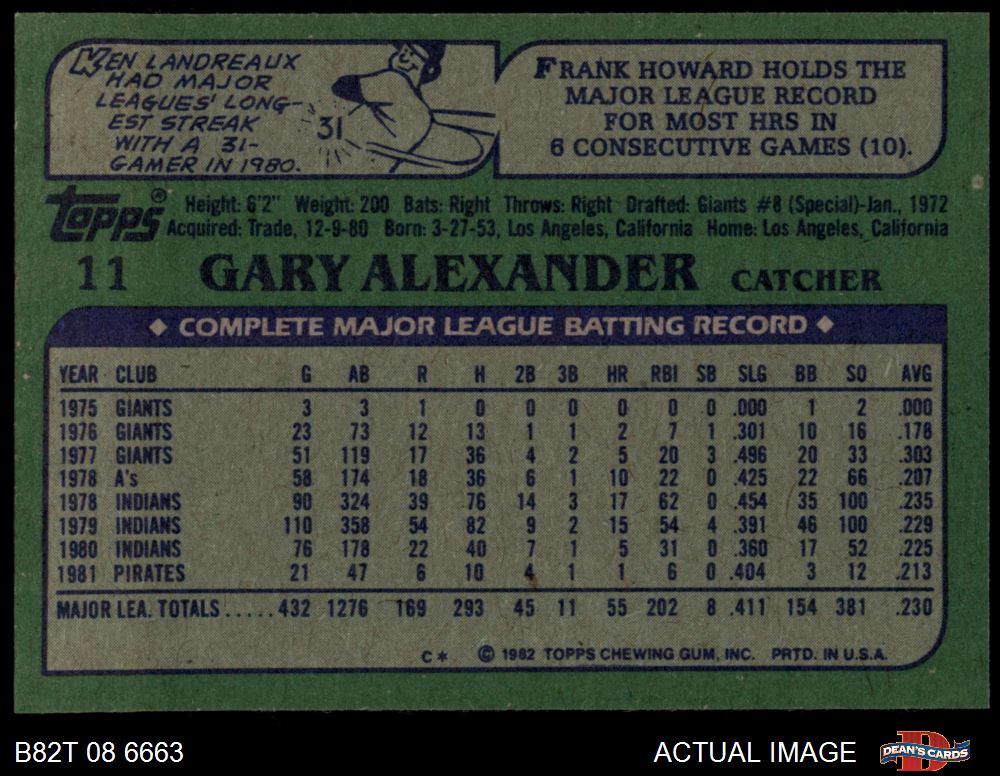 KEN LANDREAUX
HAD MAJOR
LEAGUES' LONG-
EST STREAK
WITH A 31-
GAMER IN 1980.
31
FRANK HOWARD HOLDS THE
MAJOR LEAGUE RECORD
FOR MOST HRS IN
6 CONSECUTIVE GAMES (10).
Topps® Height: 6'2" Weight: 200 Bats: Right Throws: Right Drafted: Giants #8 (Special)-Jan., 1972
Acquired: Trade, 12-9-80 Born: 3-27-53, Los Angeles, California Home: Los Angeles, California
11 GARY ALEXANDER CATCHER
◆ COMPLETE MAJOR LEAGUE BATTING RECORD ◆
YEAR CLUB G AB R H 2B 3B HR RBI SB SLG BB SO AVG
1975 GIANTS 3 3 1 0 0 0 0 0 0 .000 1 2 .000
1976 GIANTS 23 73 12 13 1 1 2 7 1 .301 10 16 .178
1977 GIANTS 51 119 17 36 4 2 5 20 3 .496 20 33 .303
1978 A's 58 174 18 36 6 1 10 22 0 .425 22 66 .207
1978 INDIANS 90 324 39 76 14 3 17 62 0 .454 35 100 .235
1979 INDIANS 110 358 54 82 9 2 15 54 4 .391 46 100 .229
1980 INDIANS 76 178 22 40 7 1 5 31 0 .360 17 52 .225
1981 PIRATES 21 47 6 10 4 1 1 6 0 .404 3 12 .213
MAJOR LEA. TOTALS ..... 432 1276 169 293 45 11 55 202 8 .411 154 381 .230
C* © 1982 TOPPS CHEWING GUM, INC. PRTD. IN U.S.A.
B82T 08 6663 ACTUAL IMAGE DEAN'S CARDS